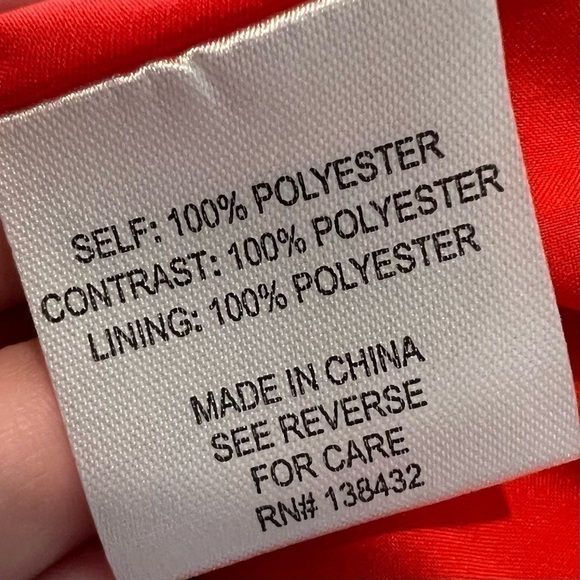 SELF: 100% POLYESTER
CONTRAST: 100% POLYESTER
LINING: 100% POLYESTER
MADE IN CHINA
SEE REVERSE
FOR CARE
RN# 138432